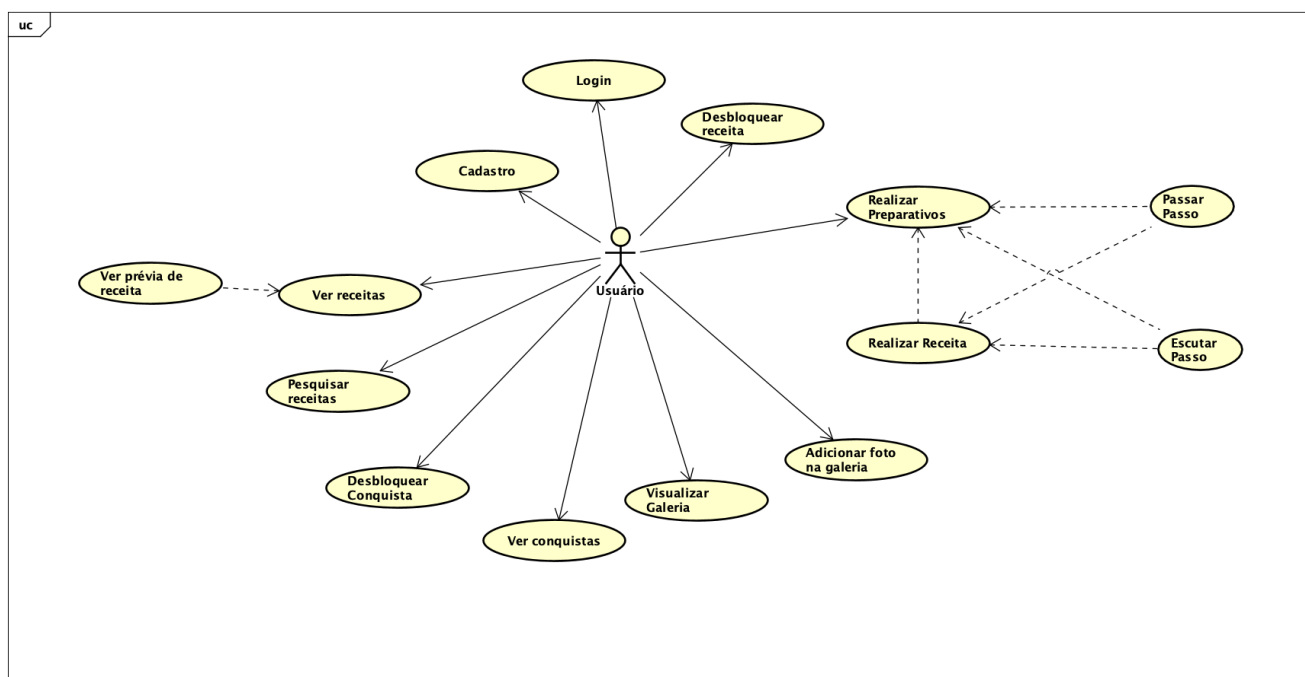 uc
Login
Desbloquear
receita
Cadastro
Realizar
Preparativos
Passar
Passo
Usuário
Ver prévia de
receita
Ver receitas
Realizar Receita
Escutar
Passo
Pesquisar
receitas
Adicionar foto
na galeria
Desbloquear
Conquista
Visualizar
Galeria
Ver conquistas